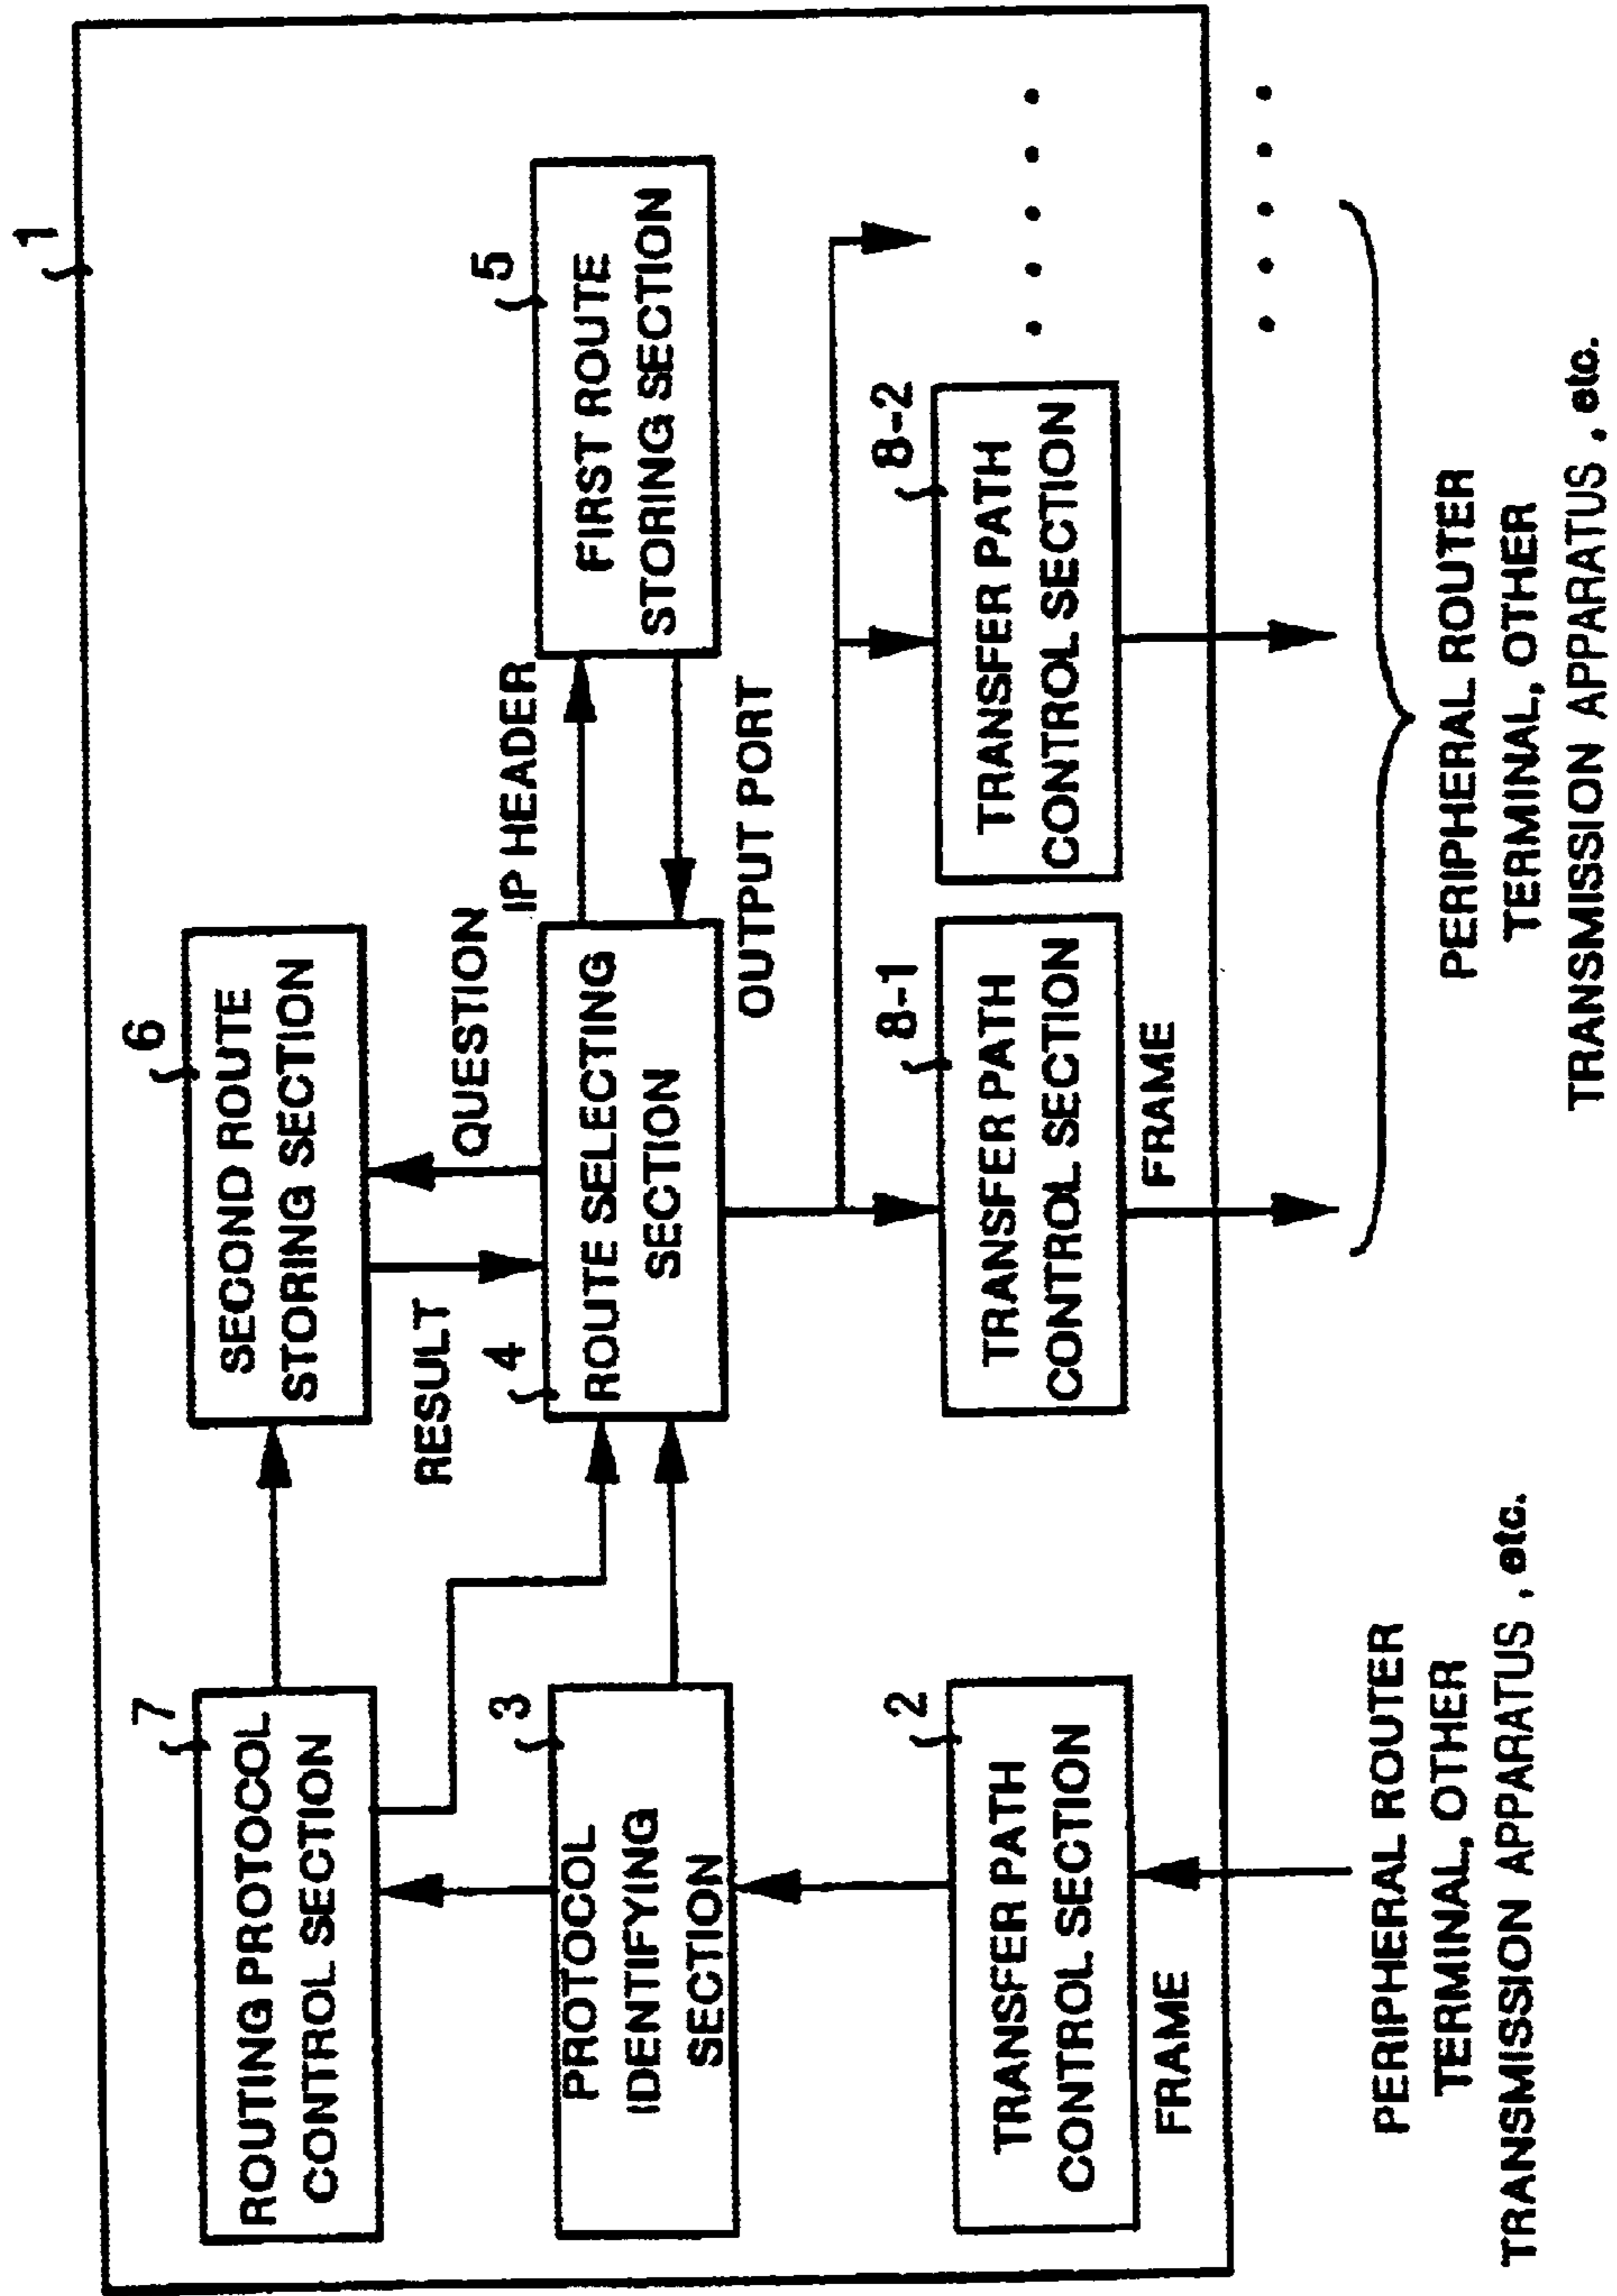 1
7
ROUTING PROTOCOL
CONTROL SECTION
6
SECOND ROUTE
STORING SECTION
RESULT
QUESTION
3
PROTOCOL
IDENTIFYING
SECTION
4
ROUTE SELECTING
SECTION
IP HEADER
OUTPUT PORT
5
FIRST ROUTE
STORING SECTION
2
TRANSFER PATH
CONTROL SECTION
FRAME
8-1
TRANSFER PATH
CONTROL SECTION
FRAME
8-2
TRANSFER PATH
CONTROL SECTION
PERIPHERAL ROUTER
TERMINAL, OTHER
TRANSMISSION APPARATUS , etc.
PERIPHERAL ROUTER
TERMINAL, OTHER
TRANSMISSION APPARATUS , etc.